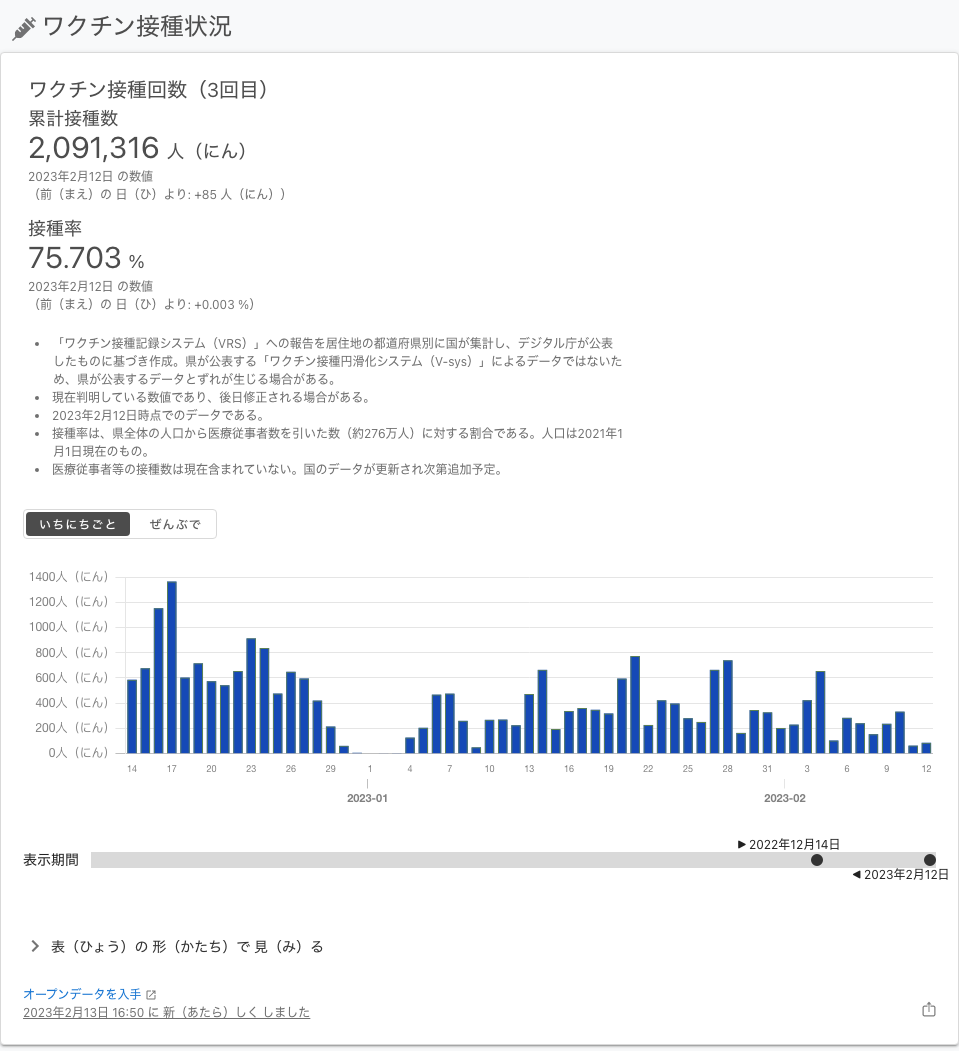 ワクチン接種状況
ワクチン接種回数（3回目）
累計接種数
2,091,316 人（にん）
2023年2月12日 の数値
（前（まえ）の 日（ひ）より: +85 人（にん））
接種率
75.703 %
2023年2月12日 の数値
（前（まえ）の 日（ひ）より: +0.003 %）
• 「ワクチン接種記録システム（VRS）」への報告を居住地の都道府県別に国が集計し、デジタル庁が公表
したものに基づき作成。県が公表する「ワクチン接種円滑化システム（V-sys）」によるデータではないた
め、県が公表するデータとずれが生じる場合がある。
• 現在判明している数値であり、後日修正される場合がある。
• 2023年2月12日時点でのデータである。
• 接種率は、県全体の人口から医療従事者数を引いた数（約276万人）に対する割合である。人口は2021年1
月1日現在のもの。
• 医療従事者等の接種数は現在含まれていない。国のデータが更新され次第追加予定。
いちにちごと ぜんぶで
1400人（にん）
1200人（にん）
1000人（にん）
800人（にん）
600人（にん）
400人（にん）
200人（にん）
0人（にん）
14 17 20 23 26 29 1 4 7 10 13 16 19 22 25 28 31 3 6 9 12
2023-01 2023-02
▶ 2022年12月14日
表示期間
◀ 2023年2月12日
表（ひょう）の 形（かたち）で 見（み）る
オープンデータを入手
2023年2月13日 16:50 に 新（あたら）しく しました